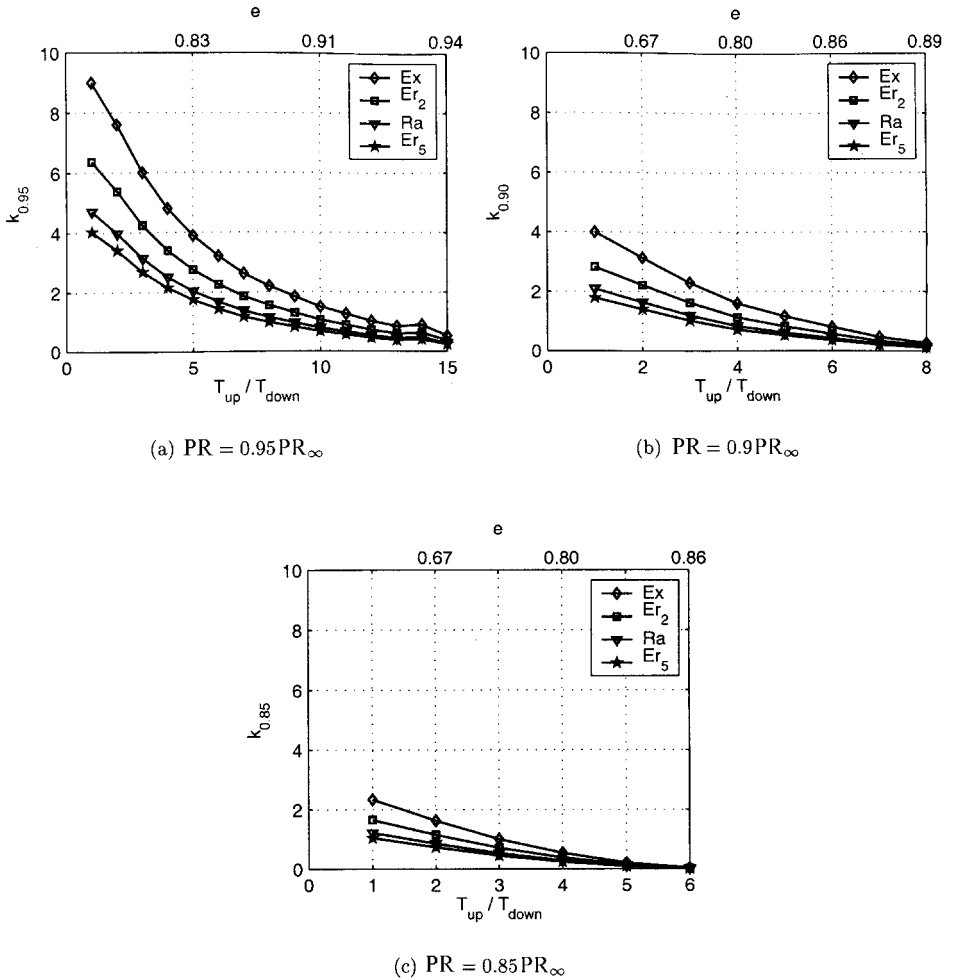 e
0.83 0.91 0.94
10
8
6
4
2
0
k0.95
Ex
Er2
Ra
Er5
0 5 10 15
Tup / Tdown
(a) PR = 0.95PR∞
e
0.67 0.80 0.86 0.89
10
8
6
4
2
0
k0.90
Ex
Er2
Ra
Er5
0 2 4 6 8
Tup / Tdown
(b) PR = 0.9PR∞
e
0.67 0.80 0.86
10
8
6
4
2
0
k0.85
Ex
Er2
Ra
Er5
0 1 2 3 4 5 6
Tup / Tdown
(c) PR = 0.85PR∞